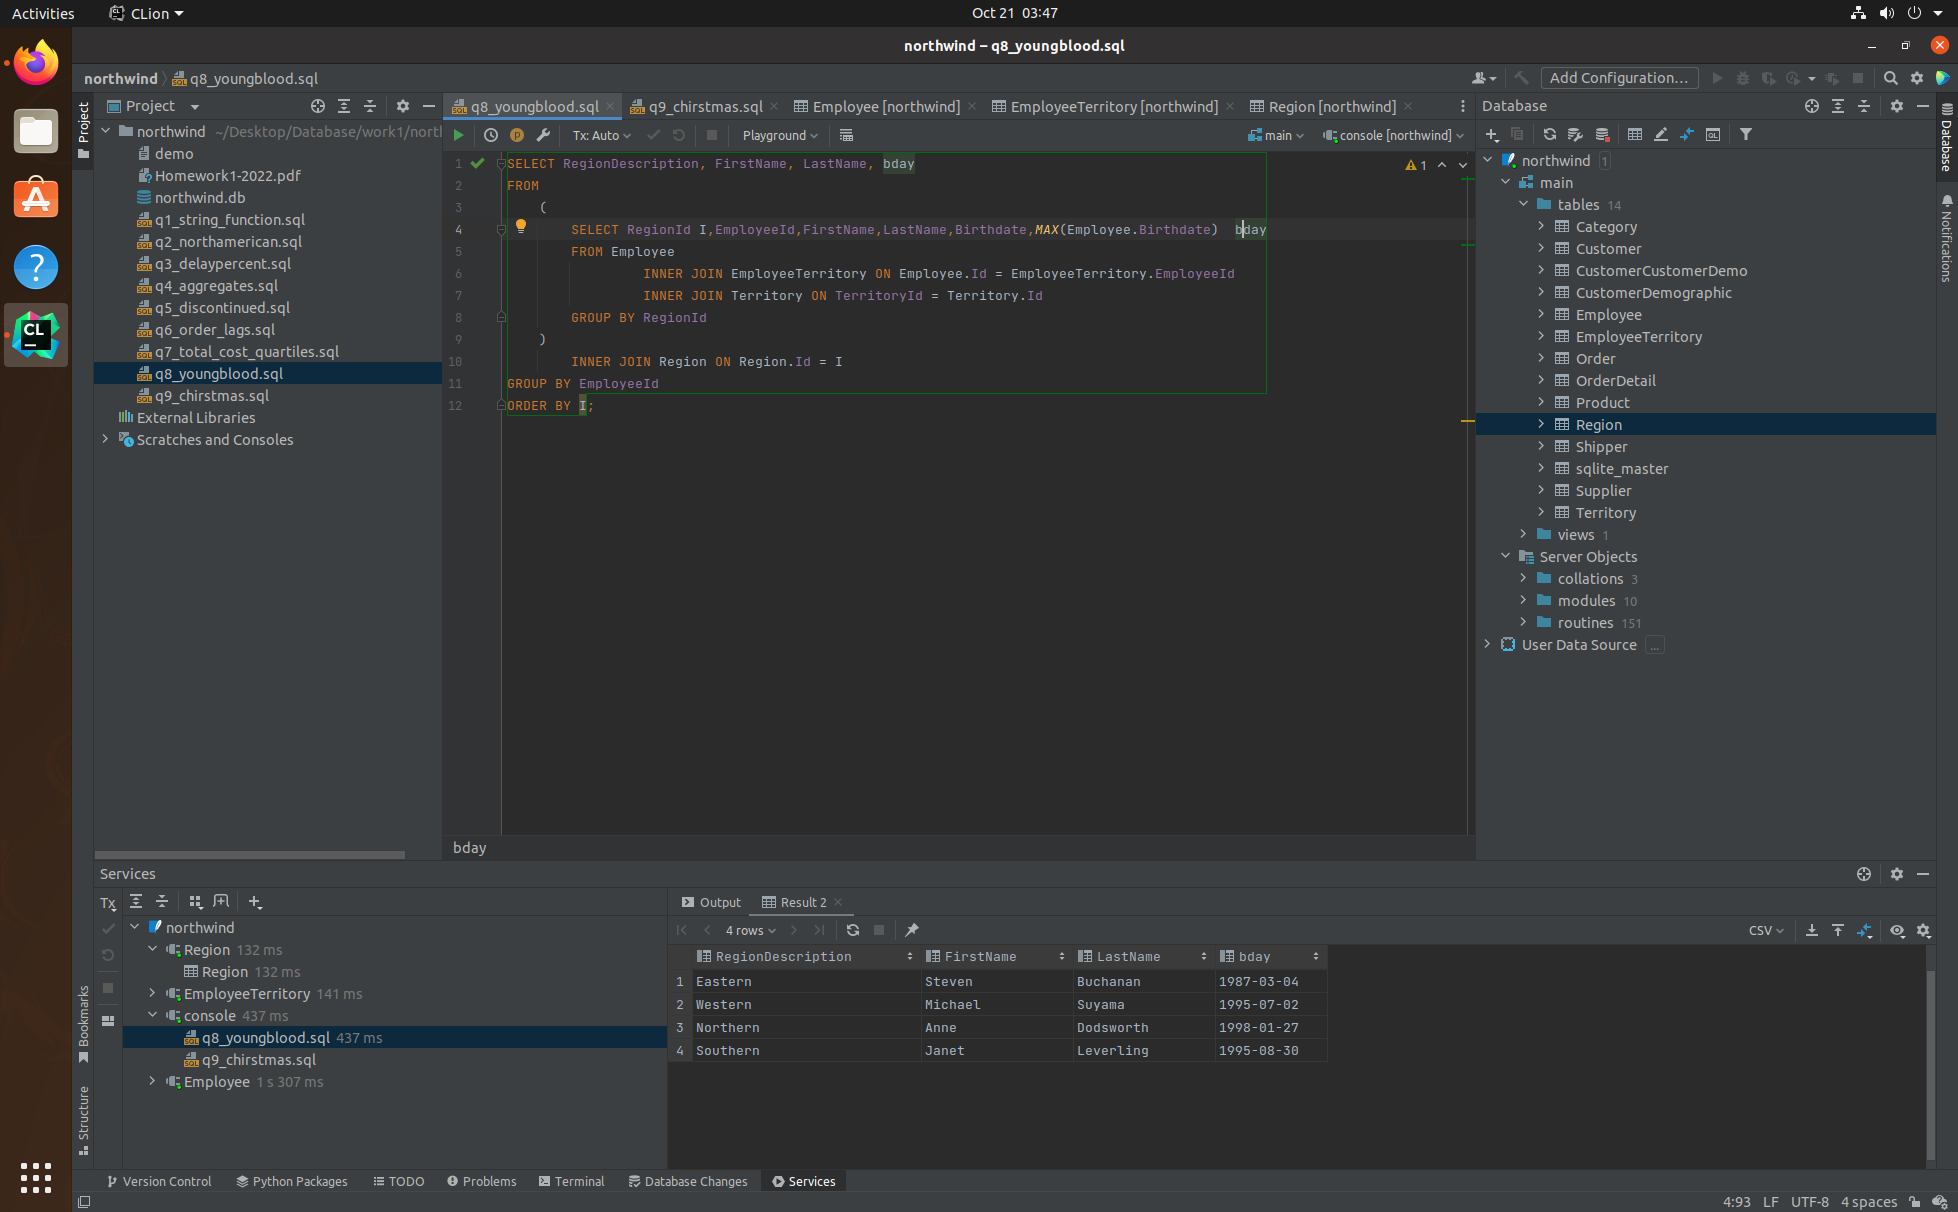 Activities
CLion
Oct 21 03:47
northwind – q8_youngblood.sql
northwind
q8_youngblood.sql
Add Configuration...
Project
Project
northwind ~/Desktop/Database/work1/nort
demo
Homework1-2022.pdf
northwind.db
q1_string_function.sql
q2_northamerican.sql
q3_delaypercent.sql
q4_aggregates.sql
q5_discontinued.sql
q6_order_lags.sql
q7_total_cost_quartiles.sql
q8_youngblood.sql
q9_chirstmas.sql
External Libraries
Scratches and Consoles
q8_youngblood.sql
q9_chirstmas.sql
Employee [northwind]
EmployeeTerritory [northwind]
Region [northwind]
Tx: Auto
Playground
main
console [northwind]
1 SELECT RegionDescription, FirstName, LastName, bday
2 FROM
3 (
4 SELECT RegionId I,EmployeeId,FirstName,LastName,Birthdate,MAX(Employee.Birthdate) bday
5 FROM Employee
6 INNER JOIN EmployeeTerritory ON Employee.Id = EmployeeTerritory.EmployeeId
7 INNER JOIN Territory ON TerritoryId = Territory.Id
8 GROUP BY RegionId
9 )
10 INNER JOIN Region ON Region.Id = I
11 GROUP BY EmployeeId
12 ORDER BY I;
1
bday
Database
northwind 1
main
tables 14
Category
Customer
CustomerCustomerDemo
CustomerDemographic
Employee
EmployeeTerritory
Order
OrderDetail
Product
Region
Shipper
sqlite_master
Supplier
Territory
views 1
Server Objects
collations 3
modules 10
routines 151
User Data Source ...
Database
Notifications
Services
Tx
northwind
Region 132 ms
Region 132 ms
EmployeeTerritory 141 ms
console 437 ms
q8_youngblood.sql 437 ms
q9_chirstmas.sql
Employee 1 s 307 ms
Bookmarks
Structure
Output
Result 2
4 rows
CSV
RegionDescription FirstName LastName bday
1 Eastern Steven Buchanan 1987-03-04
2 Western Michael Suyama 1995-07-02
3 Northern Anne Dodsworth 1998-01-27
4 Southern Janet Leverling 1995-08-30
Version Control
Python Packages
TODO
Problems
Terminal
Database Changes
Services
4:93 LF UTF-8 4 spaces